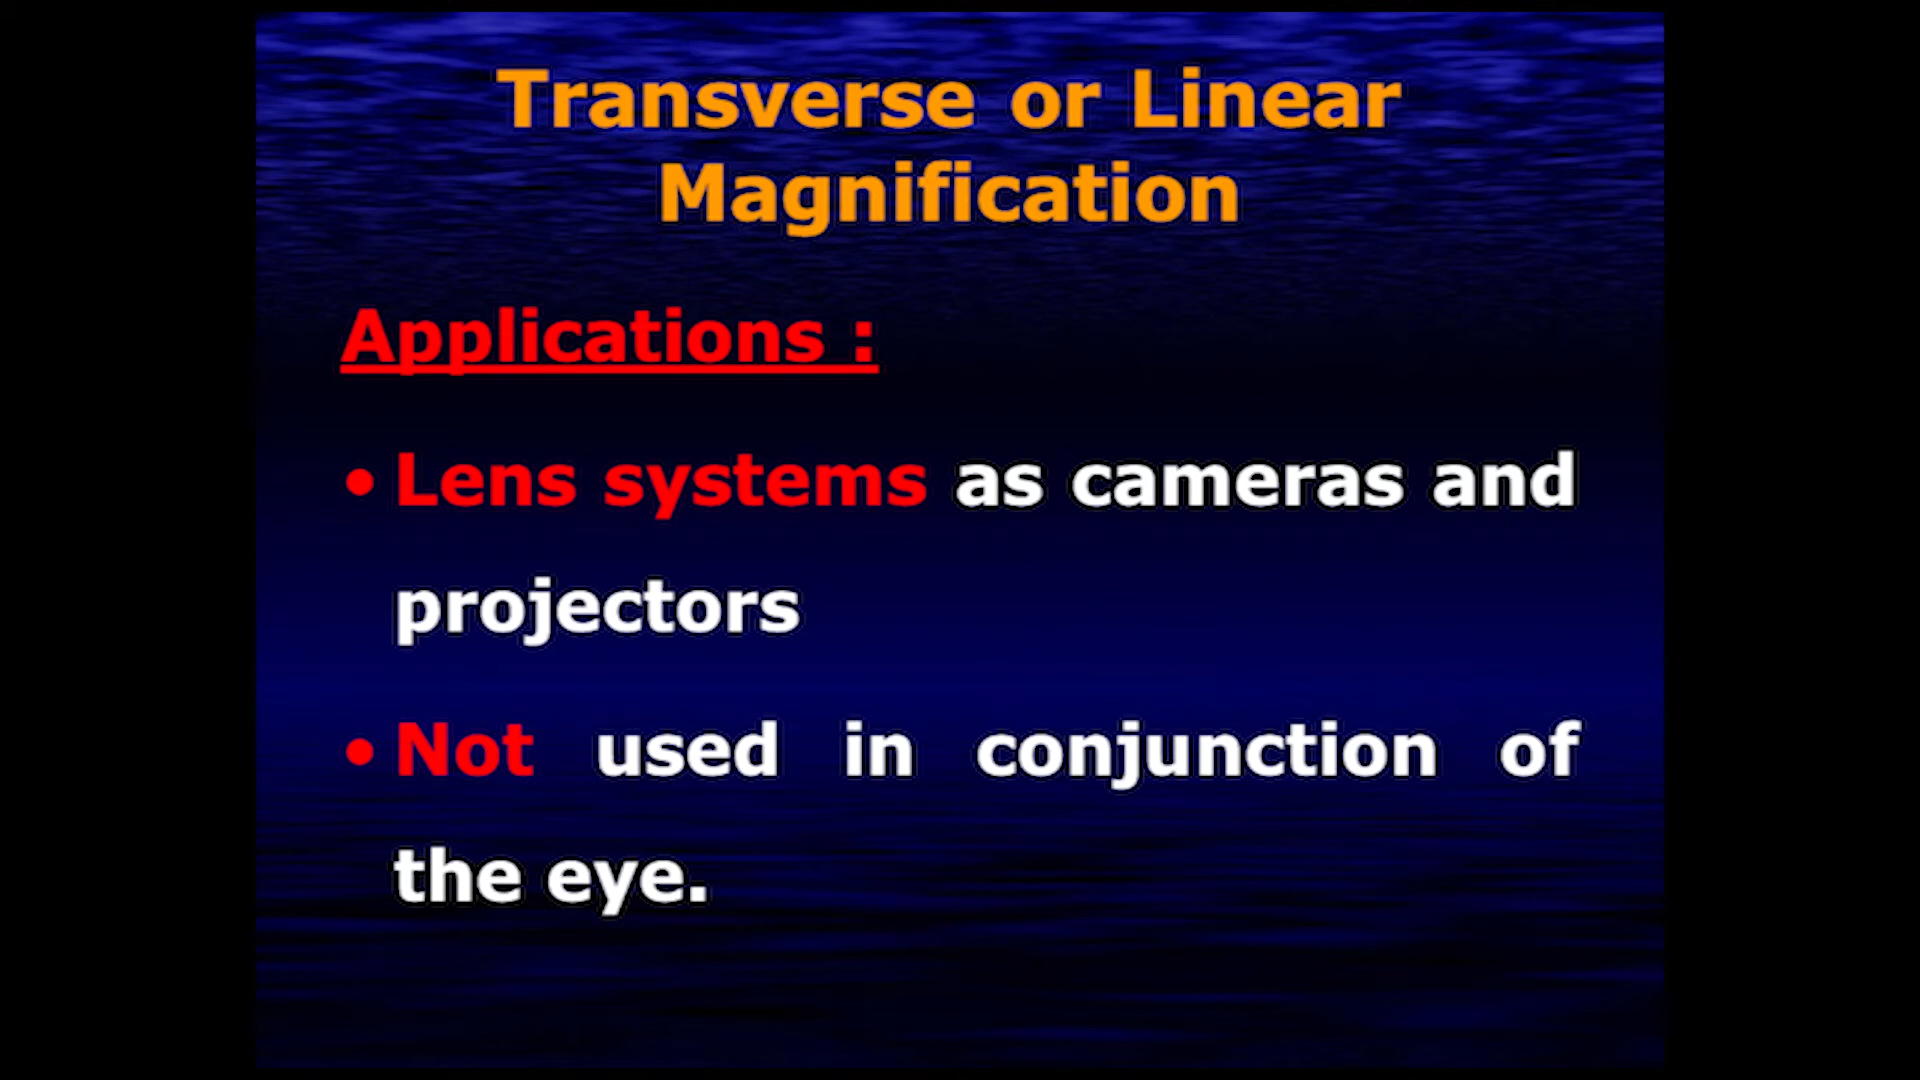 Transverse or Linear
Magnification
Applications :
• Lens systems as cameras and
projectors
• Not used in conjunction of
the eye.